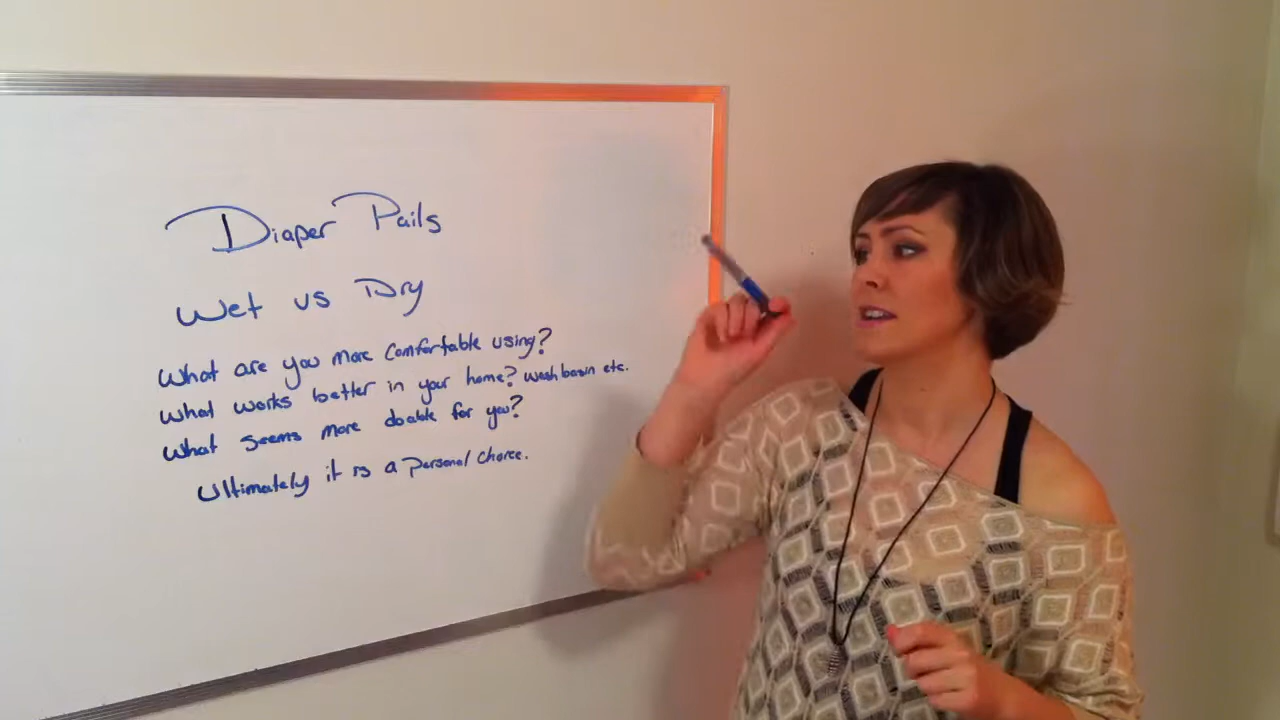 Diaper Pails
Wet vs Dry
What are you more comfortable using?
What works better in your home? Wash basin etc.
What seems more doable for you?
Ultimately it is a personal choice.